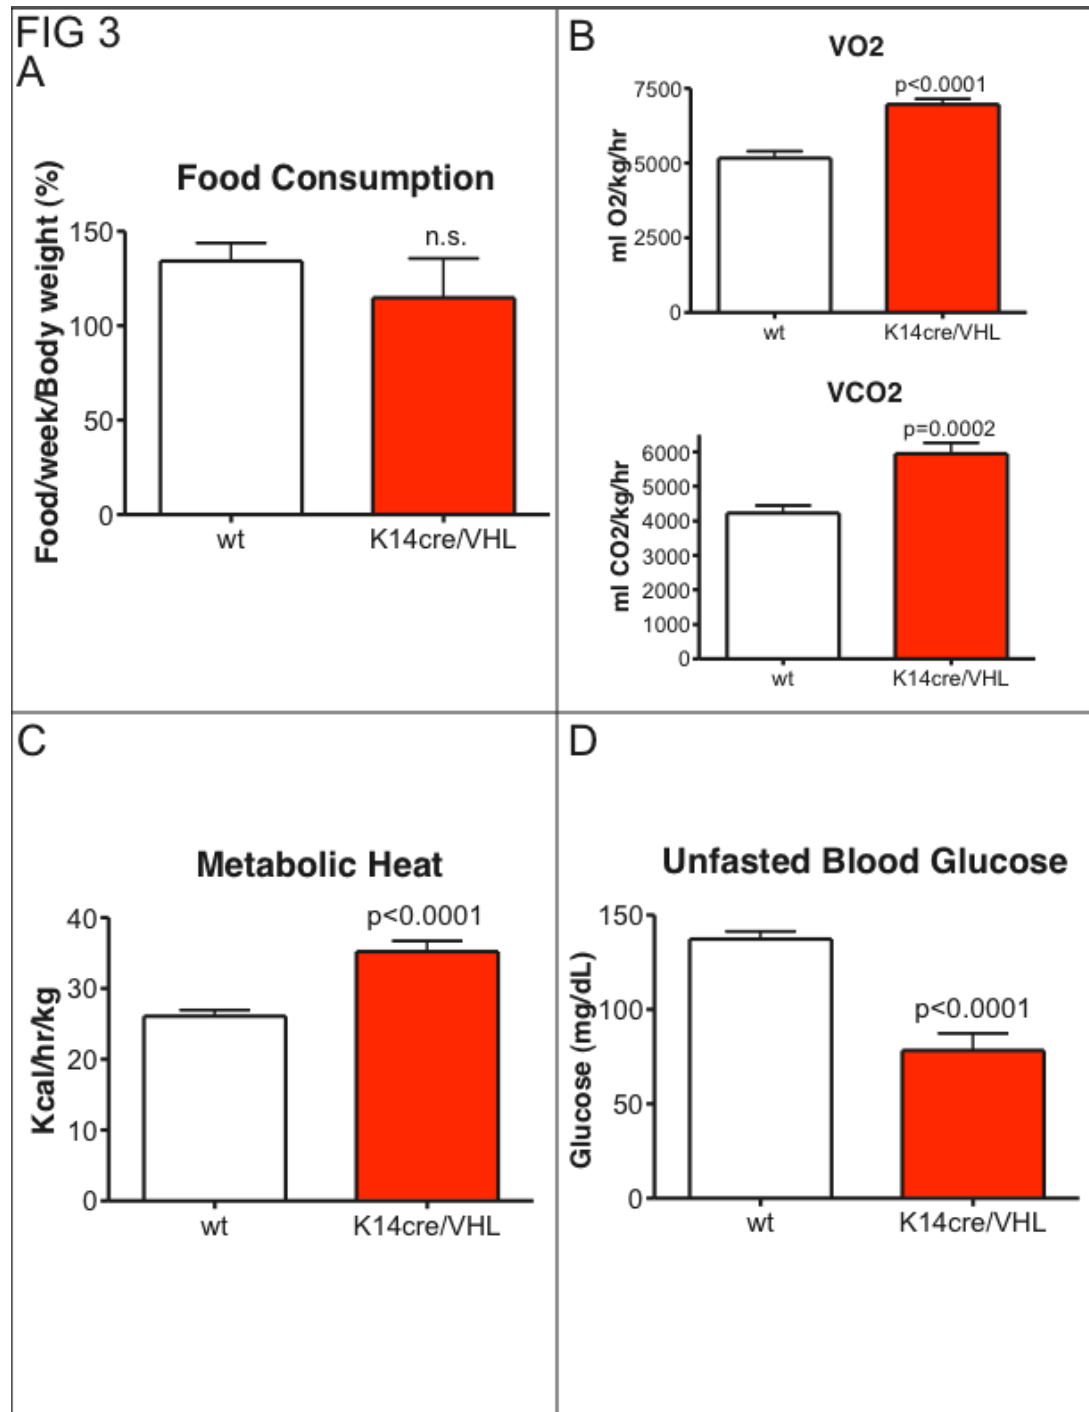 FIG 3
A
Food Consumption
Food/week/Body weight (%)
150
100
50
0
n.s.
wt
K14cre/VHL
B
VO2
ml O2/kg/hr
7500
5000
2500
0
p<0.0001
wt
K14cre/VHL
VCO2
ml CO2/kg/hr
6000
5000
4000
3000
2000
1000
0
p=0.0002
wt
K14cre/VHL
C
Metabolic Heat
Kcal/hr/kg
40
30
20
10
0
p<0.0001
wt
K14cre/VHL
D
Unfasted Blood Glucose
Glucose (mg/dL)
150
100
50
0
p<0.0001
wt
K14cre/VHL